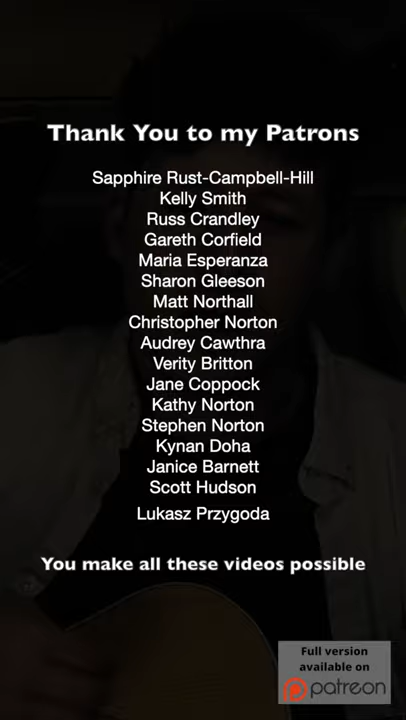 Thank You to my Patrons
Sapphire Rust-Campbell-Hill
Kelly Smith
Russ Crandley
Gareth Corfield
Maria Esperanza
Sharon Gleeson
Matt Northall
Christopher Norton
Audrey Cawthra
Verity Britton
Jane Coppock
Kathy Norton
Stephen Norton
Kynan Doha
Janice Barnett
Scott Hudson
Lukasz Przygoda
You make all these videos possible
Full version
available on
patreon